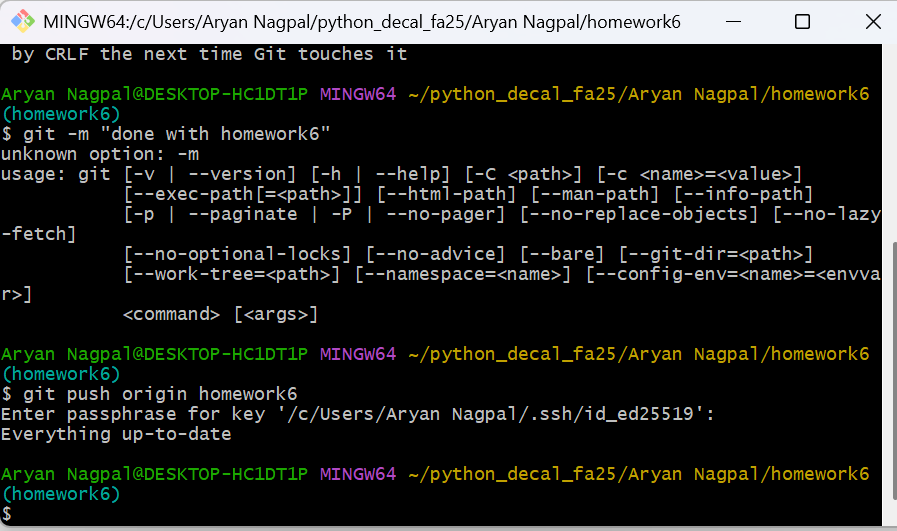 MINGW64:/c/Users/Aryan Nagpal/python_decal_fa25/Aryan Nagpal/homework6
 by CRLF the next time Git touches it
Aryan Nagpal@DESKTOP-HC1DT1P MINGW64 ~/python_decal_fa25/Aryan Nagpal/homework6
(homework6)
$ git -m "done with homework6"
unknown option: -m
usage: git [-v | --version] [-h | --help] [-C <path>] [-c <name>=<value>]
           [--exec-path[=<path>]] [--html-path] [--man-path] [--info-path]
           [-p | --paginate | -P | --no-pager] [--no-replace-objects] [--no-lazy
-fetch]
           [--no-optional-locks] [--no-advice] [--bare] [--git-dir=<path>]
           [--work-tree=<path>] [--namespace=<name>] [--config-env=<name>=<envva
r>]
           <command> [<args>]
Aryan Nagpal@DESKTOP-HC1DT1P MINGW64 ~/python_decal_fa25/Aryan Nagpal/homework6
(homework6)
$ git push origin homework6
Enter passphrase for key '/c/Users/Aryan Nagpal/.ssh/id_ed25519':
Everything up-to-date
Aryan Nagpal@DESKTOP-HC1DT1P MINGW64 ~/python_decal_fa25/Aryan Nagpal/homework6
(homework6)
$